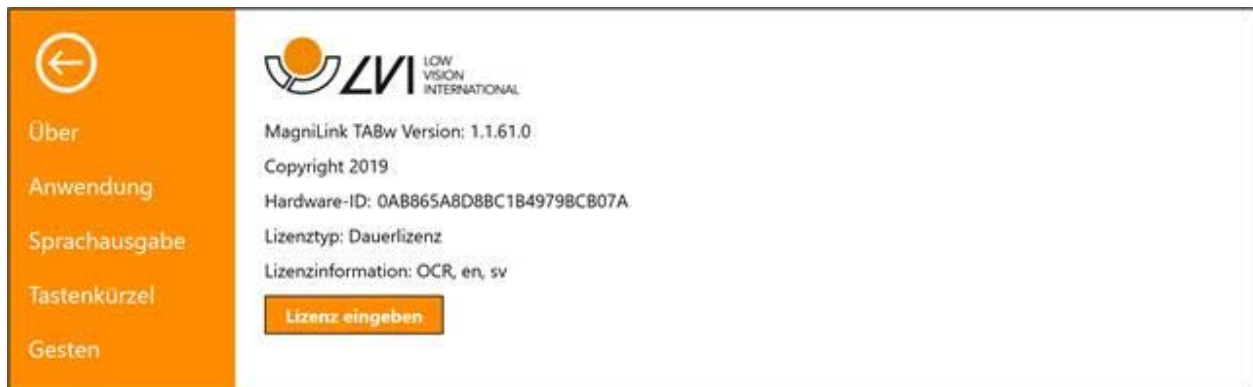 Über
Anwendung
Sprachausgabe
Tastenkürzel
Gesten
LVI
LOW
VISION
INTERNATIONAL
MagniLink TABw Version: 1.1.61.0
Copyright 2019
Hardware-ID: 0AB865A8D8BC1B4979BCB07A
Lizenztyp: Dauerlizenz
Lizenzinformation: OCR, en, sv
Lizenz eingeben